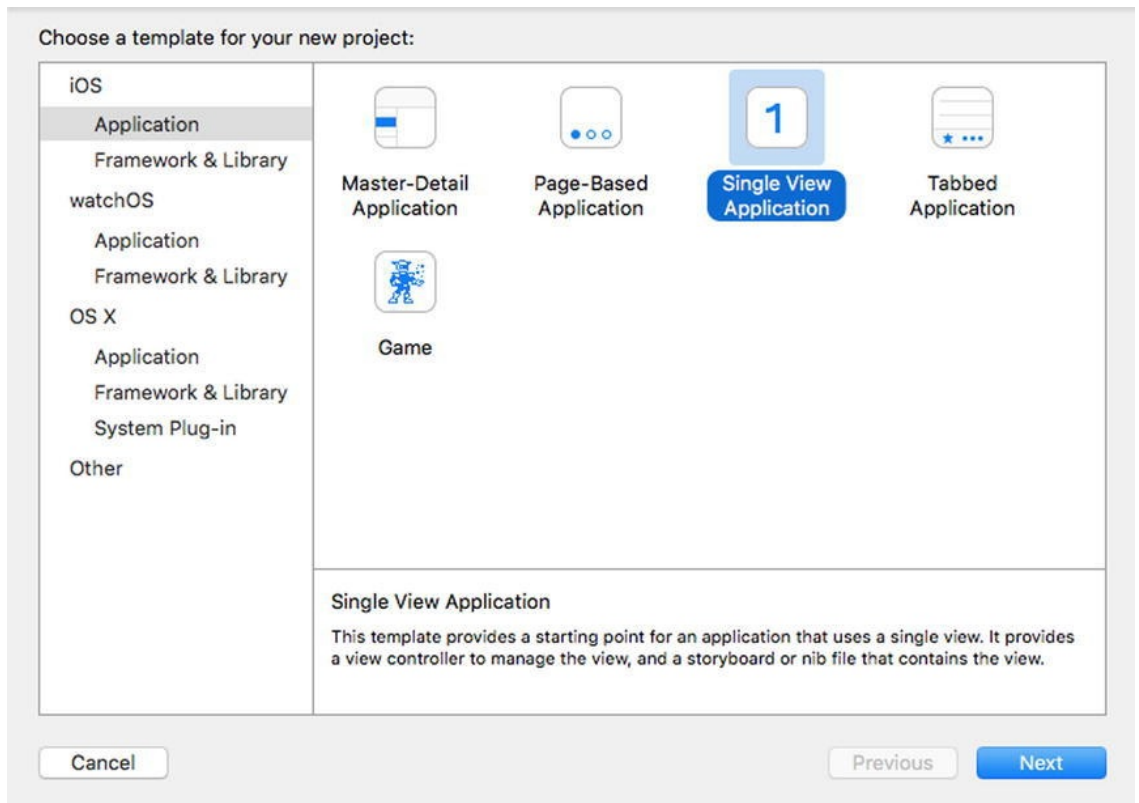 Choose a template for your new project:
iOS
Application
Framework & Library
watchOS
Application
Framework & Library
OS X
Application
Framework & Library
System Plug-in
Other
Master-Detail
Application
Page-Based
Application
1
Single View
Application
Tabbed
Application
Game
Single View Application
This template provides a starting point for an application that uses a single view. It provides
a view controller to manage the view, and a storyboard or nib file that contains the view.
Cancel
Previous
Next